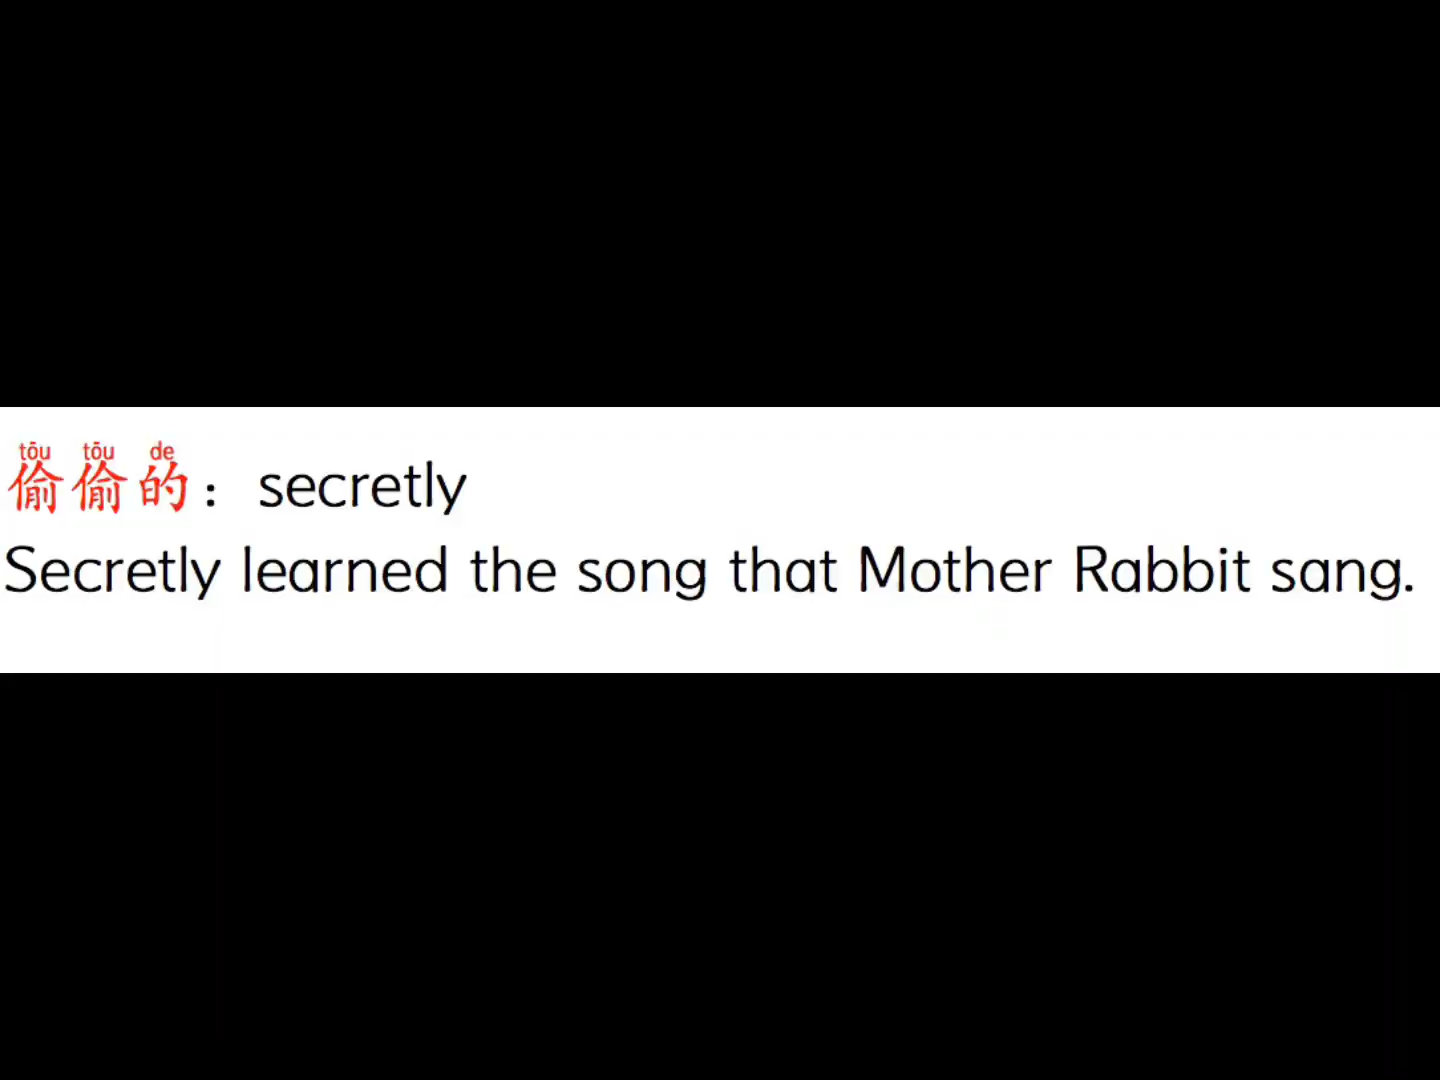 tōu tōu de
偷偷的：secretly
Secretly learned the song that Mother Rabbit sang.